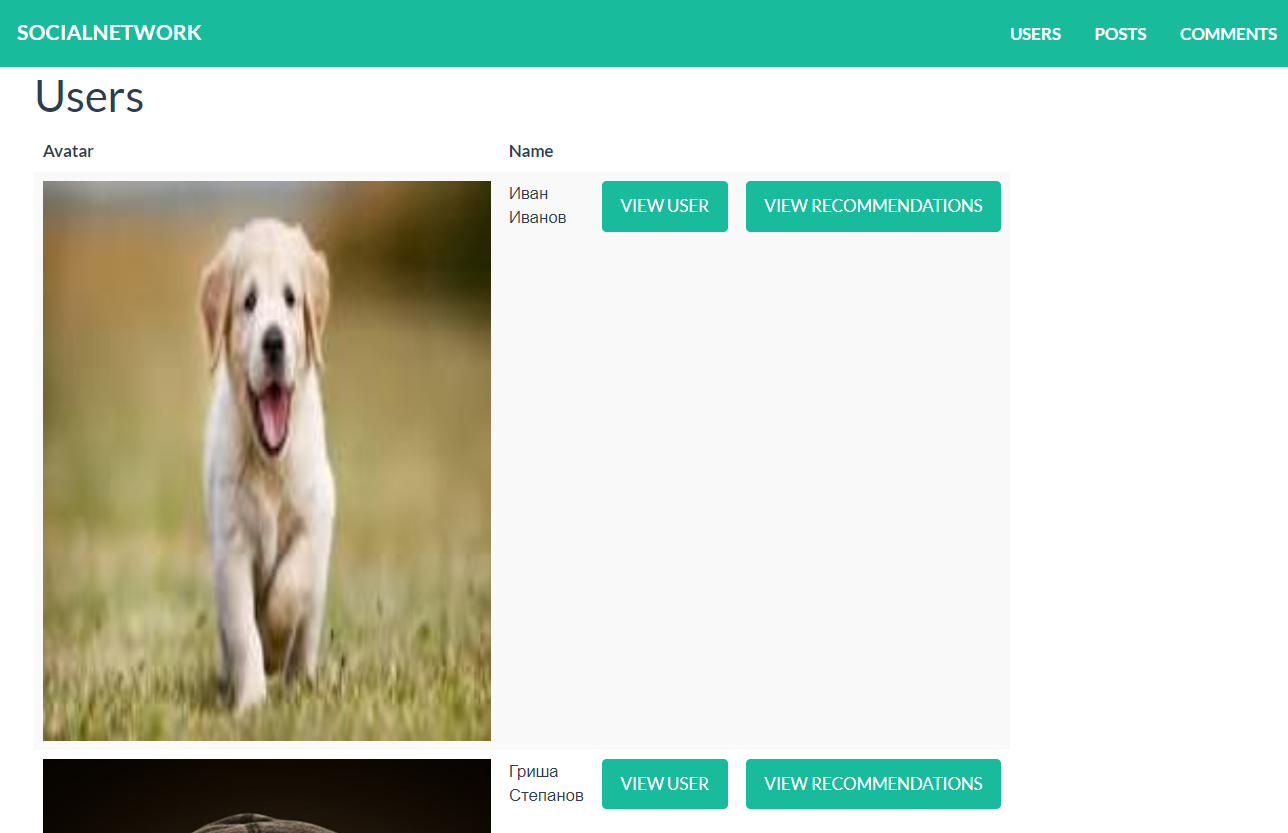 SOCIALNETWORK
USERS POSTS COMMENTS
Users
Avatar Name
Иван
Иванов
VIEW USER
VIEW RECOMMENDATIONS
Гриша
Степанов
VIEW USER
VIEW RECOMMENDATIONS